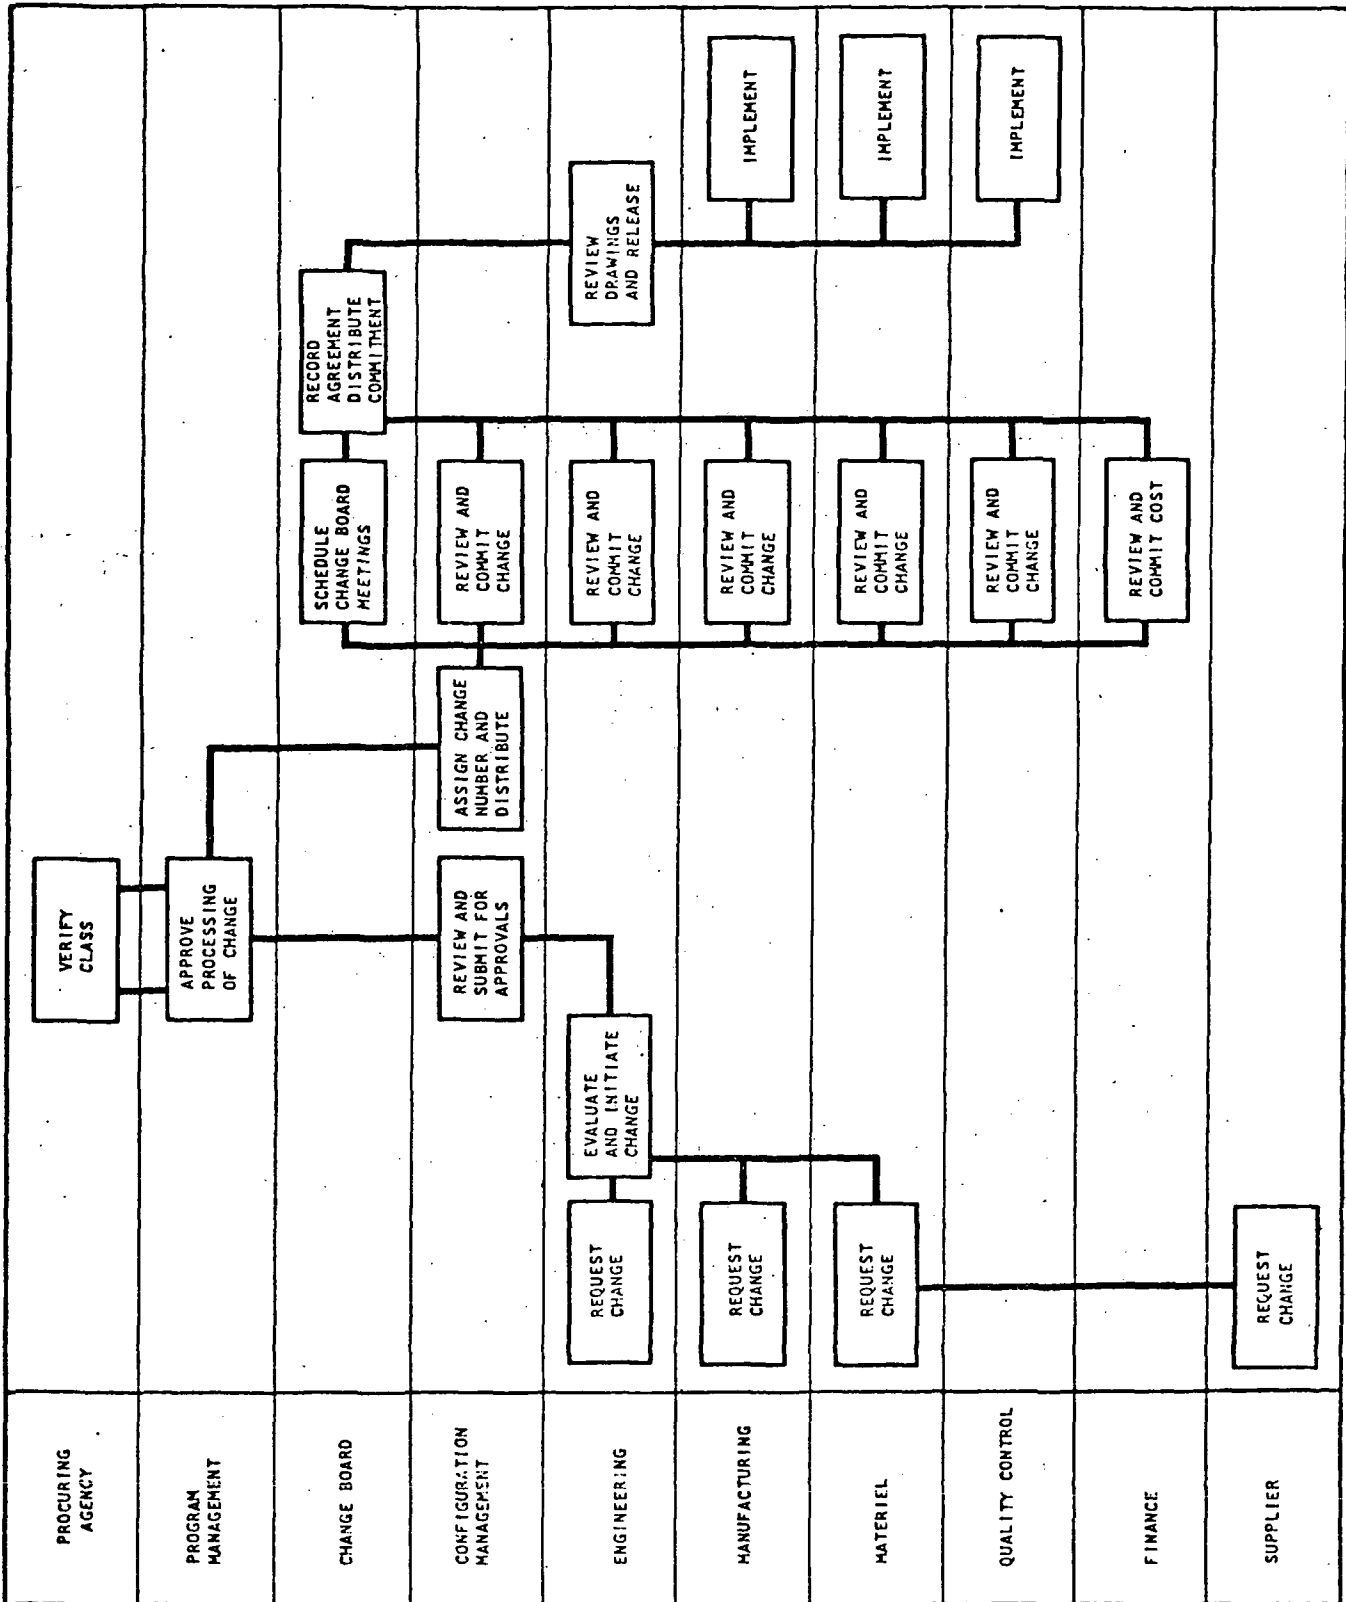 PROCURING
AGENCY
VERIFY
CLASS
PROGRAM
MANAGEMENT
APPROVE
PROCESSING
OF CHANGE
CHANGE BOARD
SCHEDULE
CHANGE BOARD
MEETINGS
RECORD
AGREEMENT
DISTRIBUTE
COMMITMENT
CONFIGURATION
MANAGEMENT
REVIEW AND
SUBMIT FOR
APPROVALS
ASSIGN CHANGE
NUMBER AND
DISTRIBUTE
REVIEW AND
COMMIT
CHANGE
ENGINEERING
REQUEST
CHANGE
EVALUATE
AND INITIATE
CHANGE
REVIEW AND
COMMIT
CHANGE
REVIEW
DRAWINGS
AND RELEASE
MANUFACTURING
REQUEST
CHANGE
REVIEW AND
COMMIT
CHANGE
IMPLEMENT
MATERIEL
REQUEST
CHANGE
REVIEW AND
COMMIT
CHANGE
IMPLEMENT
QUALITY CONTROL
REVIEW AND
COMMIT
CHANGE
IMPLEMENT
FINANCE
REVIEW AND
COMMIT COST
SUPPLIER
REQUEST
CHANGE